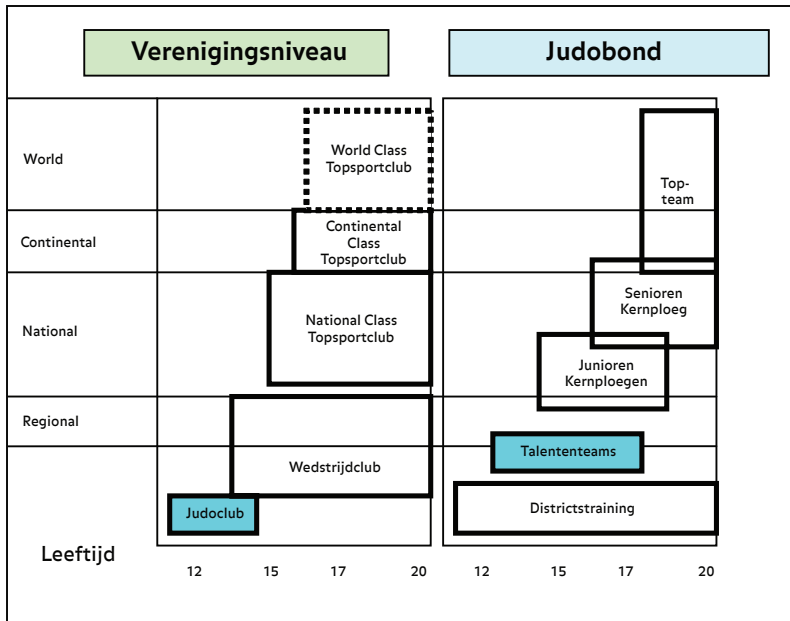 Verenigingsniveau
Judobond
World
World Class
Topsportclub
Top-
team
Continental
Continental
Class
Topsportclub
National
National Class
Topsportclub
Senioren
Kernploeg
Junioren
Kernploegen
Regional
Talententeams
Wedstrijdclub
Judoclub
Districtstraining
Leeftijd
12 15 17 20 12 15 17 20